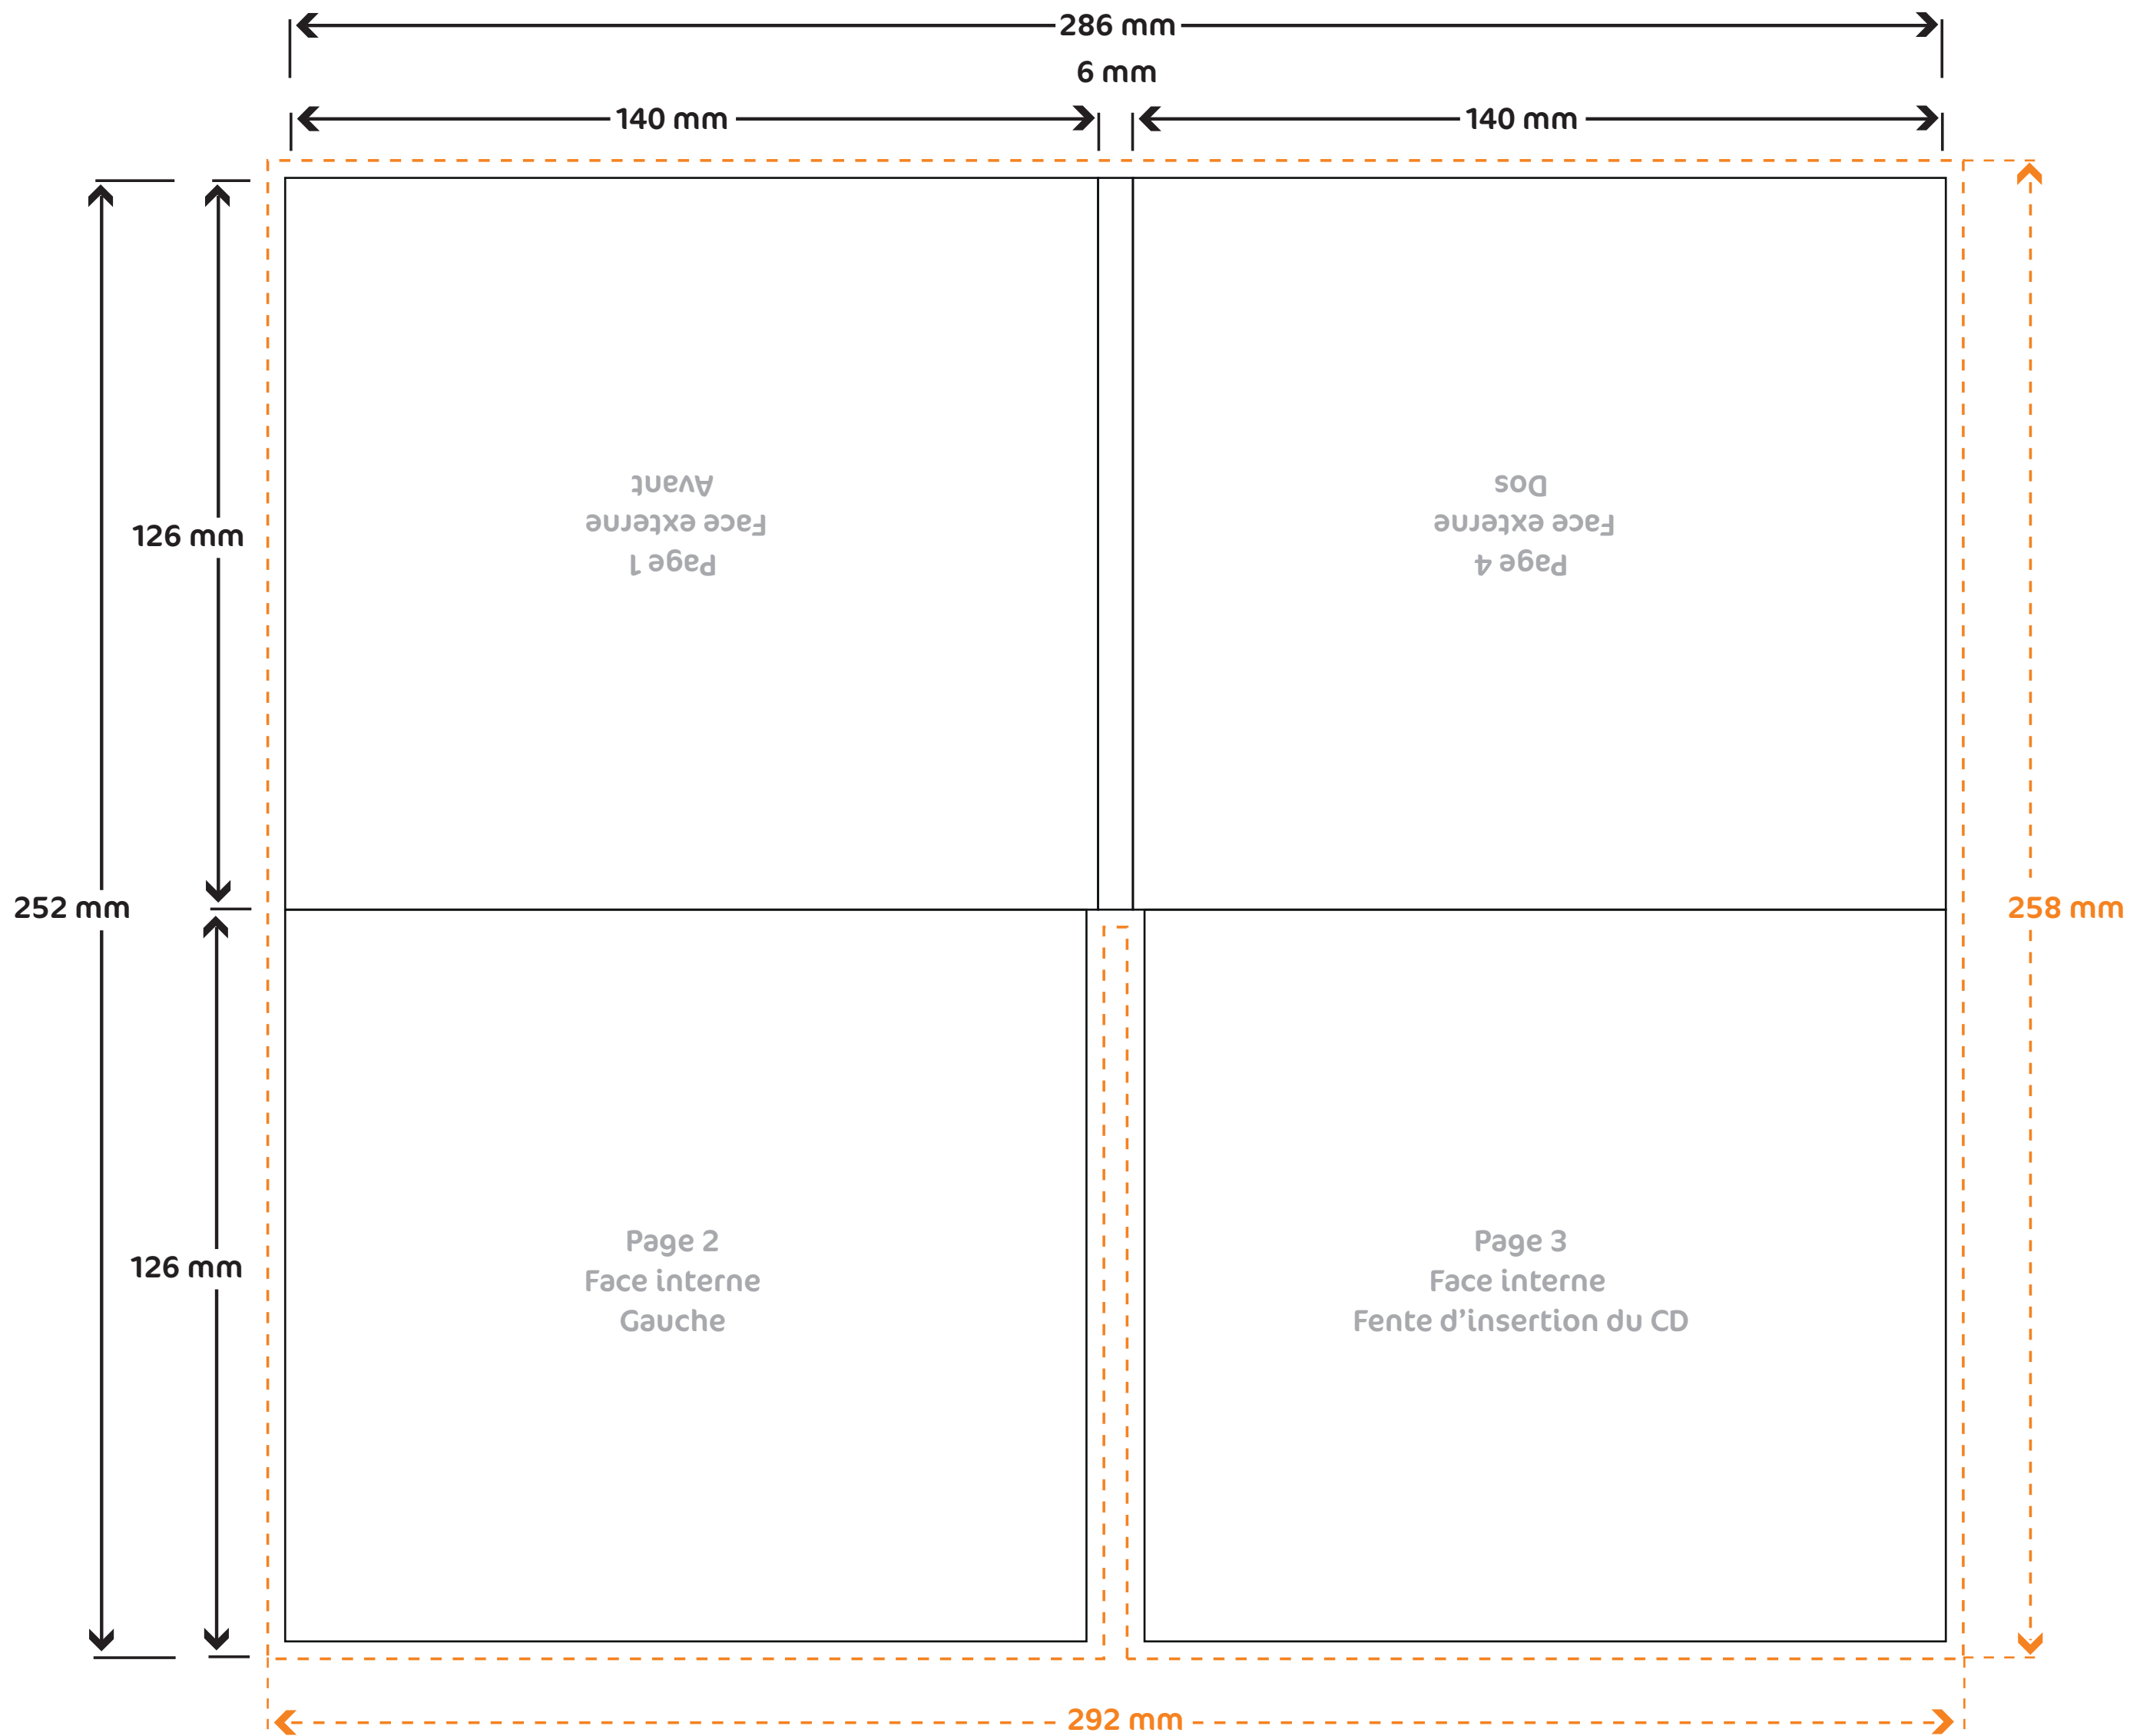 286 mm
6 mm
140 mm
140 mm
Page 1
Face externe
Avant
Page 4
Face externe
Dos
126 mm
252 mm
258 mm
126 mm
Page 2
Face interne
Gauche
Page 3
Face interne
Fente d’insertion du CD
292 mm